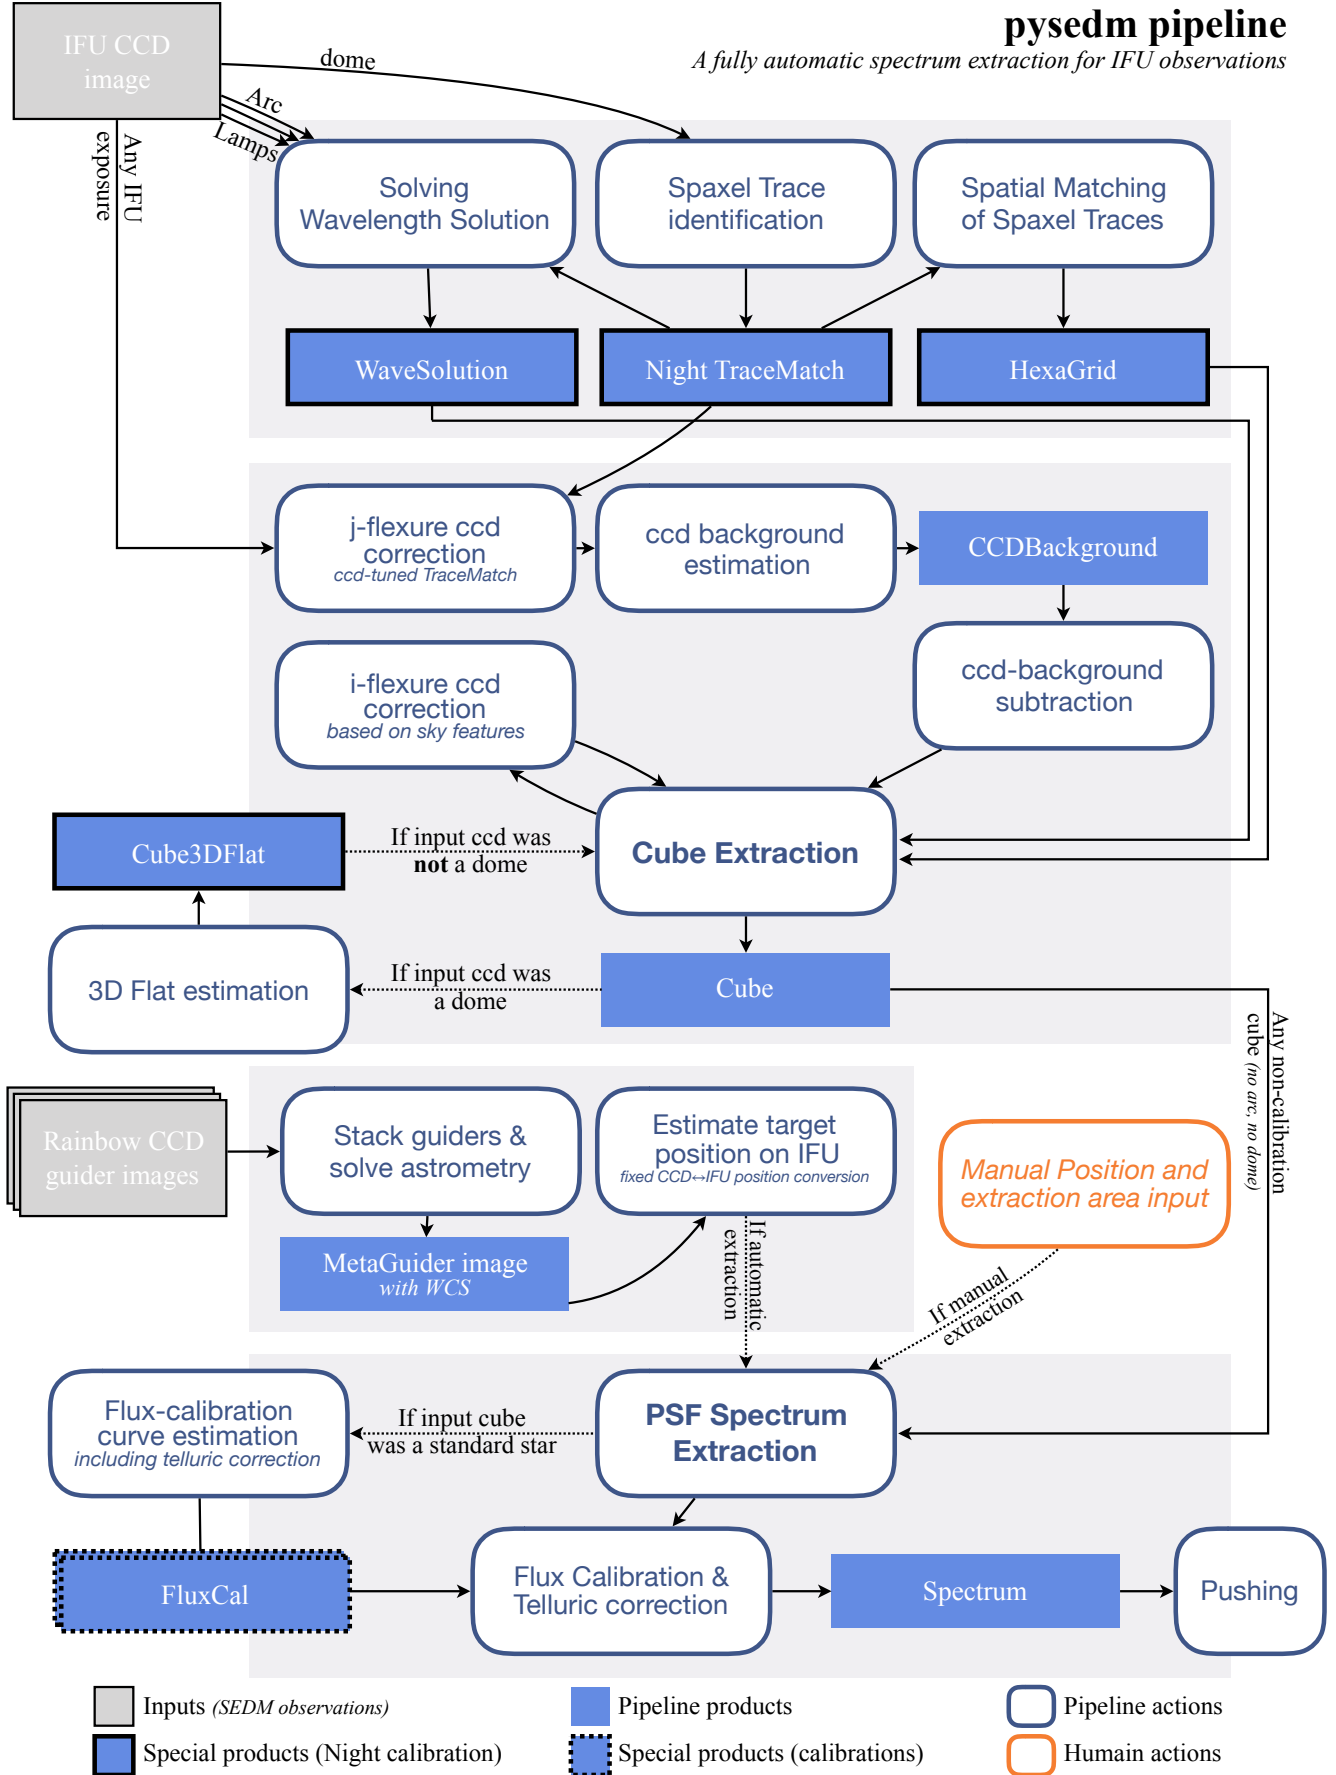 pysedm pipeline
A fully automatic spectrum extraction for IFU observations
IFU CCD
image
dome
Arc
Lamps
Any IFU
exposure
Solving
Wavelength Solution
Spaxel Trace
identification
Spatial Matching
of Spaxel Traces
WaveSolution
Night TraceMatch
HexaGrid
j-flexure ccd
correction
ccd-tuned TraceMatch
ccd background
estimation
CCDBackground
i-flexure ccd
correction
based on sky features
ccd-background
subtraction
Cube3DFlat
If input ccd was
not a dome
Cube Extraction
3D Flat estimation
If input ccd was
a dome
Cube
Any non-calibration
cube (no arc, no dome)
Rainbow CCD
guider images
Stack guiders &
solve astrometry
Estimate target
position on IFU
fixed CCD↔IFU position conversion
Manual Position and
extraction area input
MetaGuider image
with WCS
If automatic
extraction
If manual
extraction
Flux-calibration
curve estimation
including telluric correction
If input cube
was a standard star
PSF Spectrum
Extraction
FluxCal
Flux Calibration &
Telluric correction
Spectrum
Pushing
Inputs (SEDM observations)
Pipeline products
Pipeline actions
Special products (Night calibration)
Special products (calibrations)
Humain actions